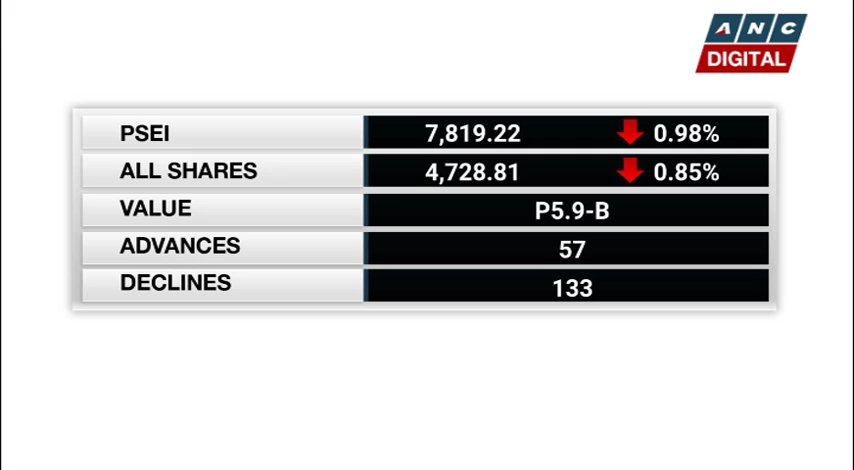 ANC
DIGITAL
PSEI 7,819.22 0.98%
ALL SHARES 4,728.81 0.85%
VALUE P5.9-B
ADVANCES 57
DECLINES 133